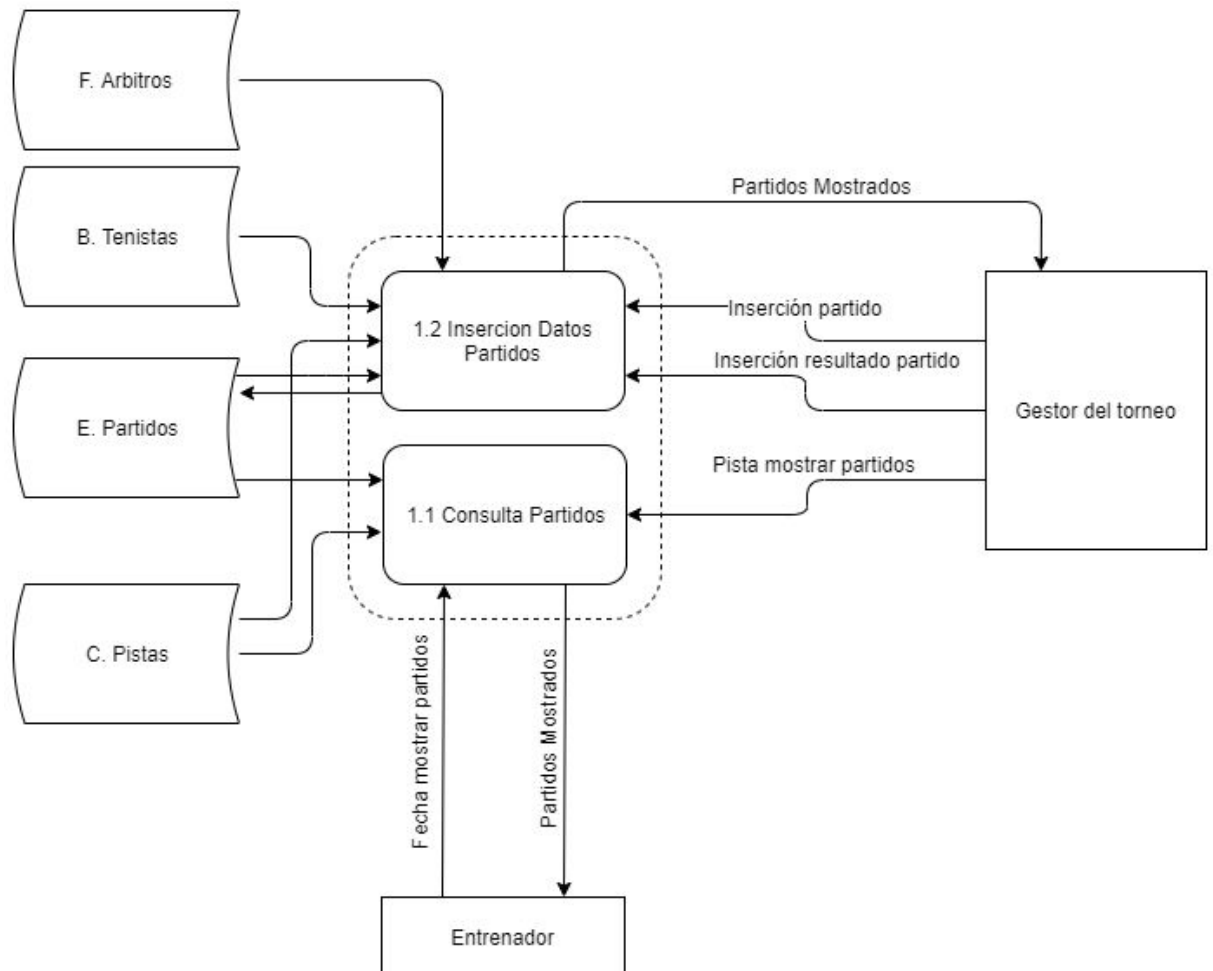 F. Arbitros
B. Tenistas
Partidos Mostrados
1.2 Insercion Datos
Partidos
Inserción partido
Inserción resultado partido
Gestor del torneo
E. Partidos
Pista mostrar partidos
1.1 Consulta Partidos
C. Pistas
Fecha mostrar partidos
Partidos Mostrados
Entrenador